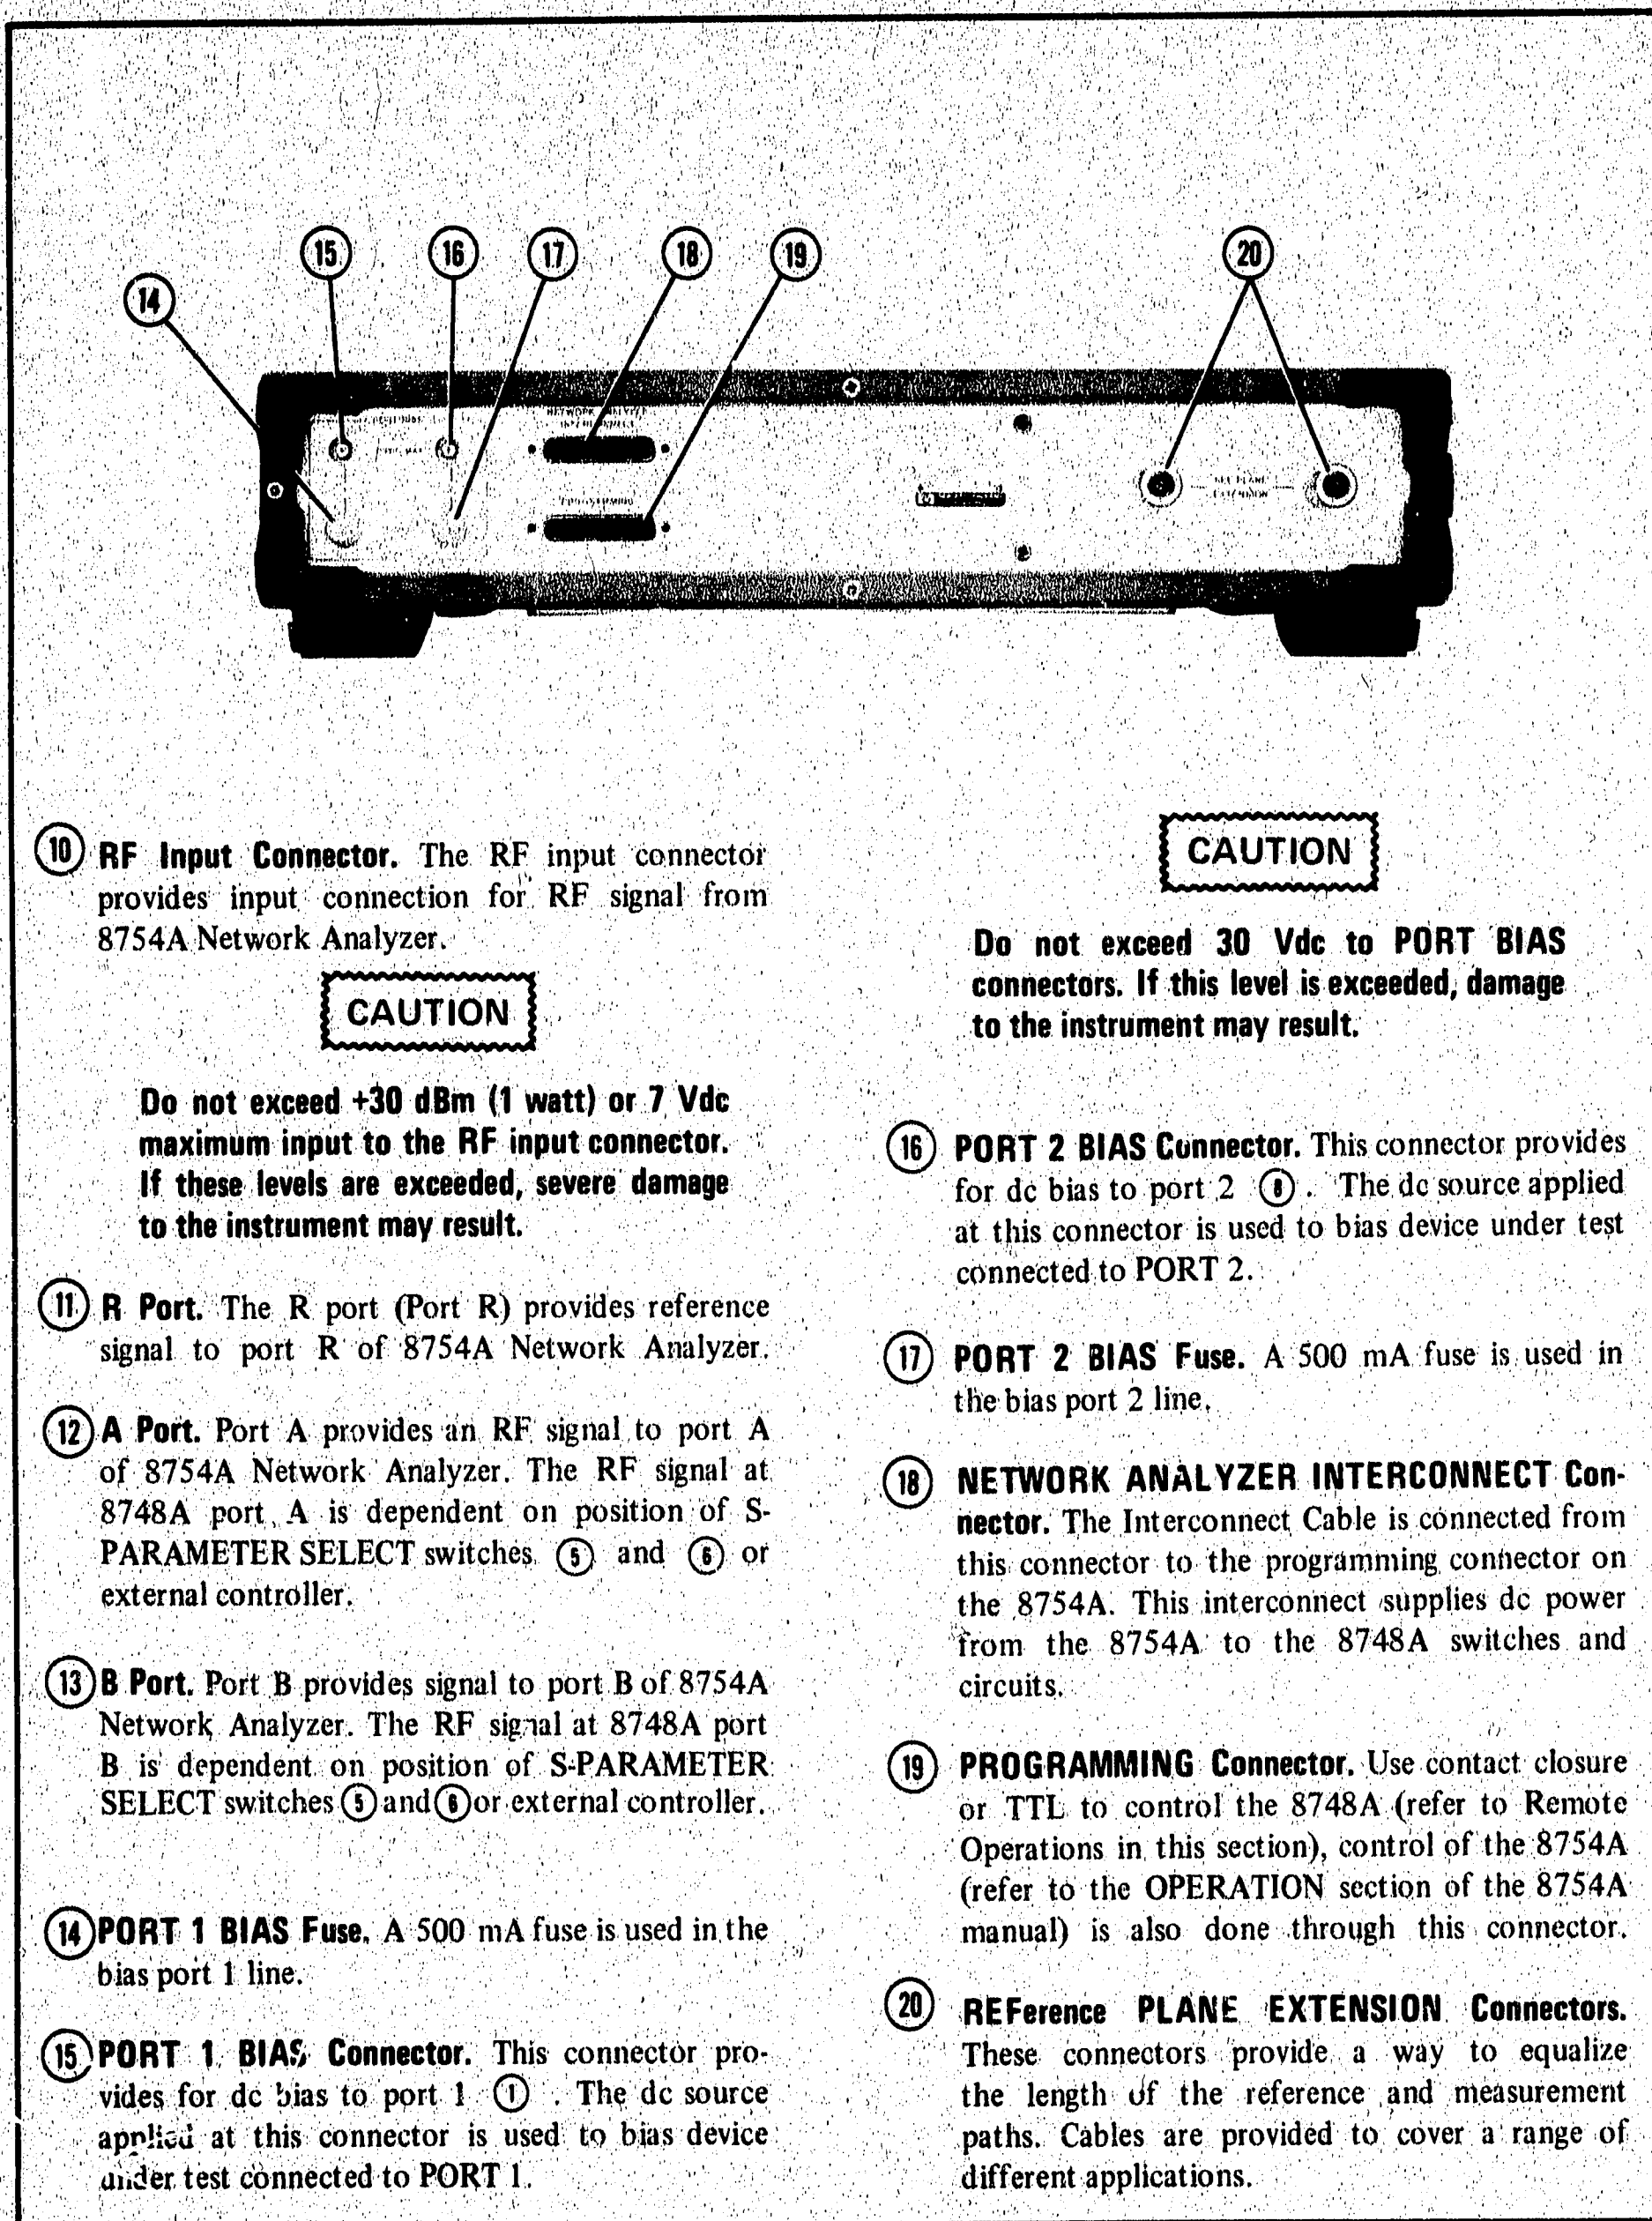 15 16 17 18 19 20
14
NETWORK ANALYZER
INTERCONNECT
PROGRAMMING
REF PLANE
EXTENSION
10 RF Input Connector. The RF input connector
provides input connection for RF signal from
8754A Network Analyzer.
CAUTION
Do not exceed +30 dBm (1 watt) or 7 Vdc
maximum input to the RF input connector.
If these levels are exceeded, severe damage
to the instrument may result.
11 R Port. The R port (Port R) provides reference
signal to port R of 8754A Network Analyzer.
12 A Port. Port A provides an RF signal to port A
of 8754A Network Analyzer. The RF signal at
8748A port A is dependent on position of S-
PARAMETER SELECT switches 5 and 6 or
external controller.
13 B Port. Port B provides signal to port B of 8754A
Network Analyzer. The RF signal at 8748A port
B is dependent on position of S-PARAMETER
SELECT switches 5 and 6 or external controller.
14 PORT 1 BIAS Fuse. A 500 mA fuse is used in the
bias port 1 line.
15 PORT 1 BIAS Connector. This connector pro-
vides for dc bias to port 1 1 . The dc source
applied at this connector is used to bias device
under test connected to PORT 1.
CAUTION
Do not exceed 30 Vdc to PORT BIAS
connectors. If this level is exceeded, damage
to the instrument may result.
16 PORT 2 BIAS Connector. This connector provides
for dc bias to port 2 8 . The dc source applied
at this connector is used to bias device under test
connected to PORT 2.
17 PORT 2 BIAS Fuse. A 500 mA fuse is used in
the bias port 2 line.
18 NETWORK ANALYZER INTERCONNECT Con-
nector. The Interconnect Cable is connected from
this connector to the programming connector on
the 8754A. This interconnect supplies dc power
from the 8754A to the 8748A switches and
circuits.
19 PROGRAMMING Connector. Use contact closure
or TTL to control the 8748A (refer to Remote
Operations in this section), control of the 8754A
(refer to the OPERATION section of the 8754A
manual) is also done through this connector.
20 REFerence PLANE EXTENSION Connectors.
These connectors provide a way to equalize
the length of the reference and measurement
paths. Cables are provided to cover a range of
different applications.